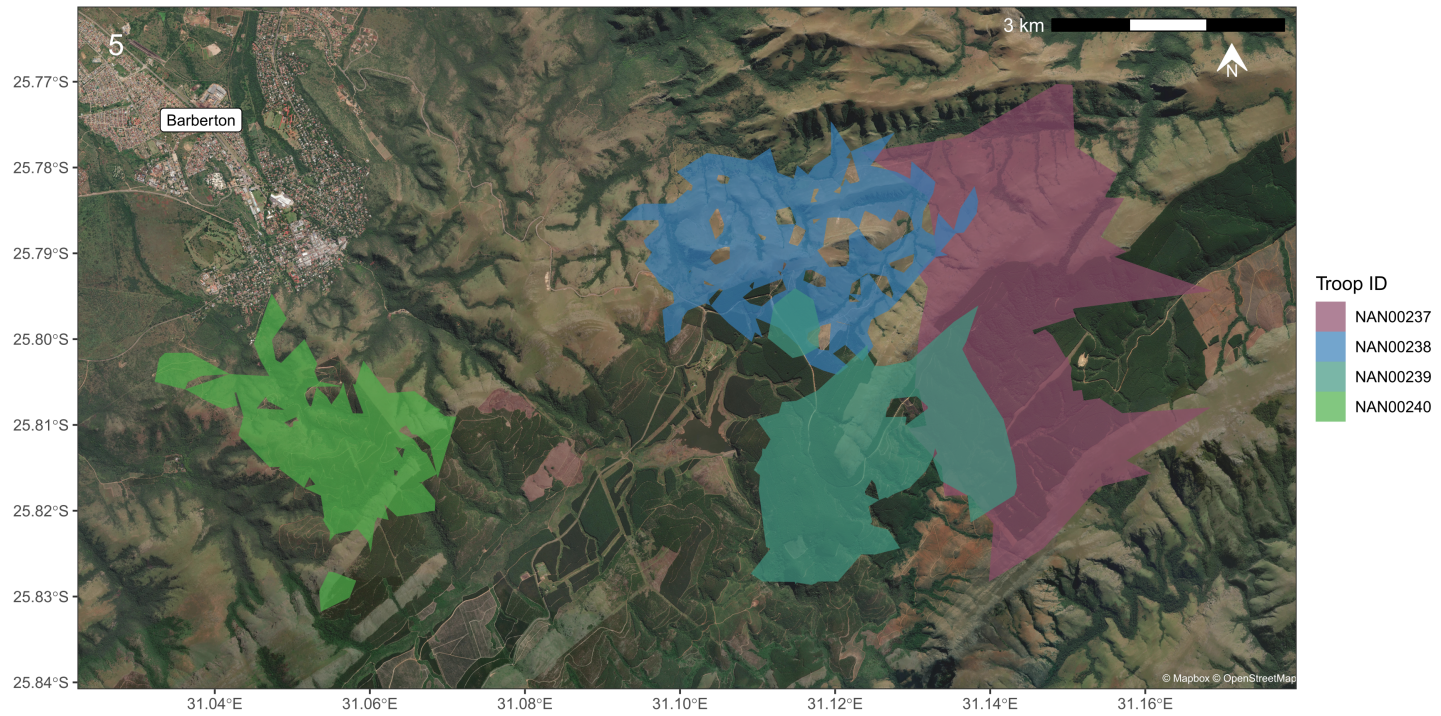 5
3 km
N
Barberton
25.77°S
25.78°S
25.79°S
25.80°S
25.81°S
25.82°S
25.83°S
25.84°S
31.04°E
31.06°E
31.08°E
31.10°E
31.12°E
31.14°E
31.16°E
© Mapbox © OpenStreetMap
Troop ID
NAN00237
NAN00238
NAN00239
NAN00240